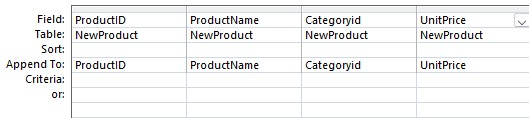 Field: ProductID ProductName Categoryid UnitPrice
Table: NewProduct NewProduct NewProduct NewProduct
Sort:
Append To: ProductID ProductName Categoryid UnitPrice
Criteria:
or: